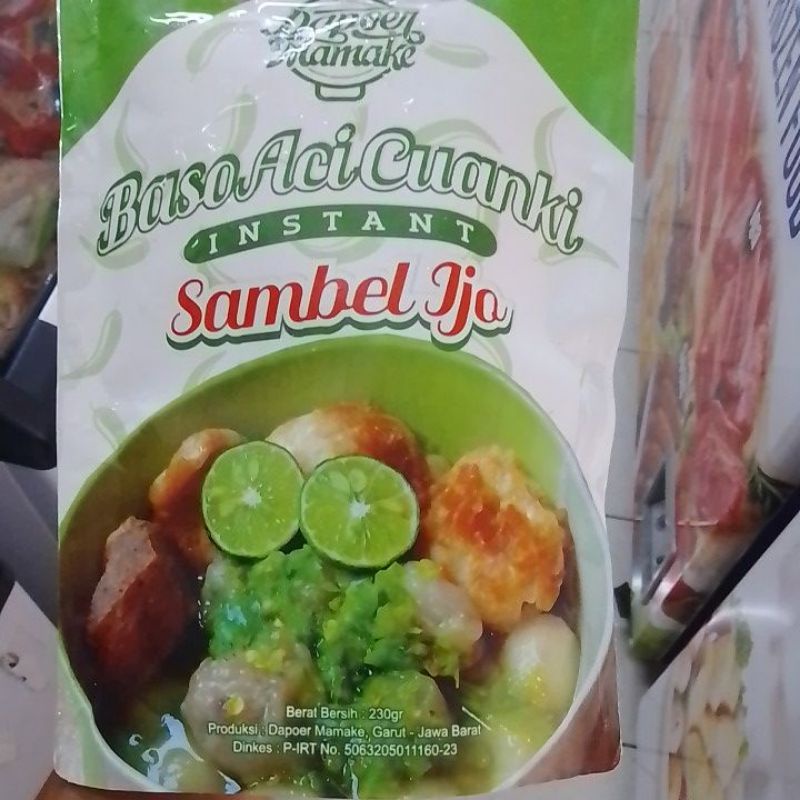 Dapoer
Mamake
Baso Aci Cuanki
INSTANT
Sambel Ijo
Berat Bersih : 230gr
Produksi : Dapoer Mamake, Garut - Jawa Barat
Dinkes : P-IRT No. 5063205011160-23
FOOD